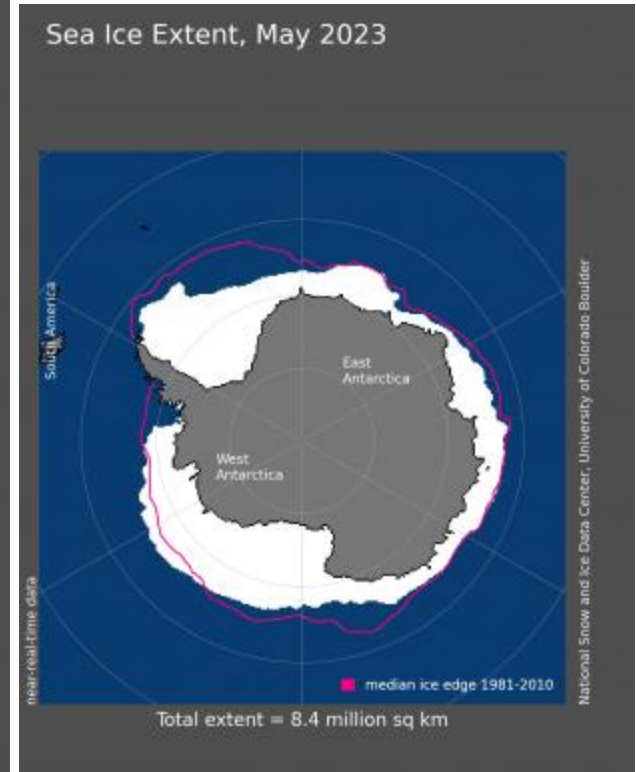 Sea Ice Extent, May 2023
South America
East
Antarctica
West
Antarctica
near-real-time data
median ice edge 1981-2010
National Snow and Ice Data Center, University of Colorado Boulder
Total extent = 8.4 million sq km